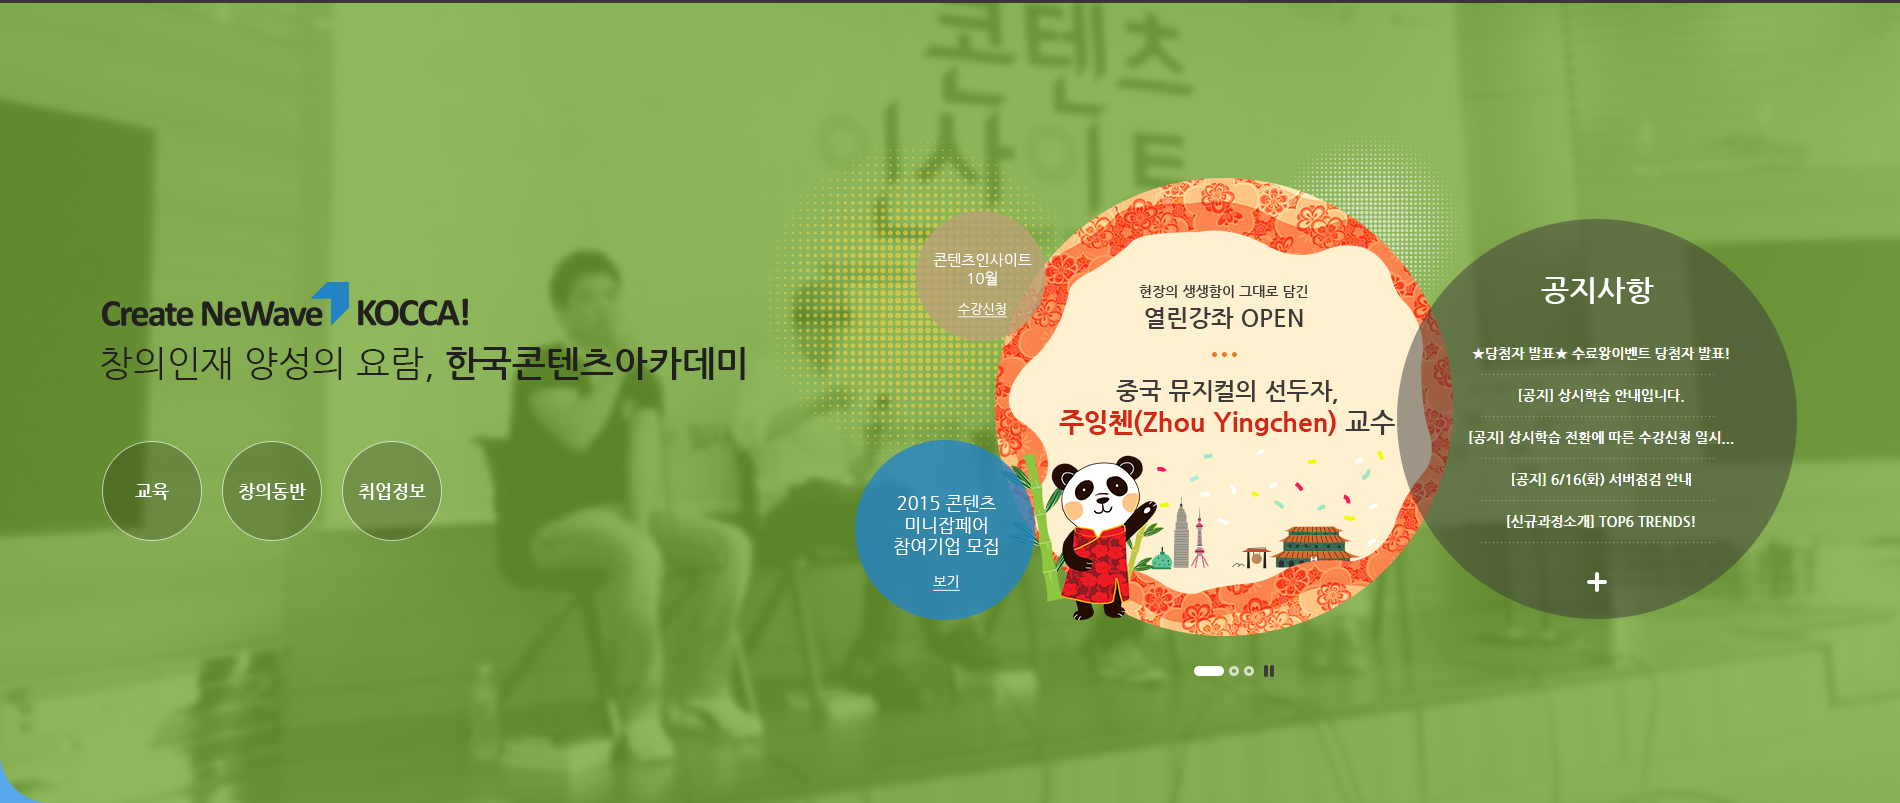 콘텐츠
인사이트
Create NeWave KOCCA!
창의인재 양성의 요람, 한국콘텐츠아카데미
교육
창의동반
취업정보
콘텐츠인사이트
10월
수강신청
2015 콘텐츠
미니잡페어
참여기업 모집
보기
현장의 생생함이 그대로 담긴
열린강좌 OPEN
중국 뮤지컬의 선두자,
주잉첸(Zhou Yingchen) 교수
공지사항
★당첨자 발표★ 수료왕이벤트 당첨자 발표!
[공지] 상시학습 안내입니다.
[공지] 상시학습 전환에 따른 수강신청 일시...
[공지] 6/16(화) 서버점검 안내
[신규과정소개] TOP6 TRENDS!